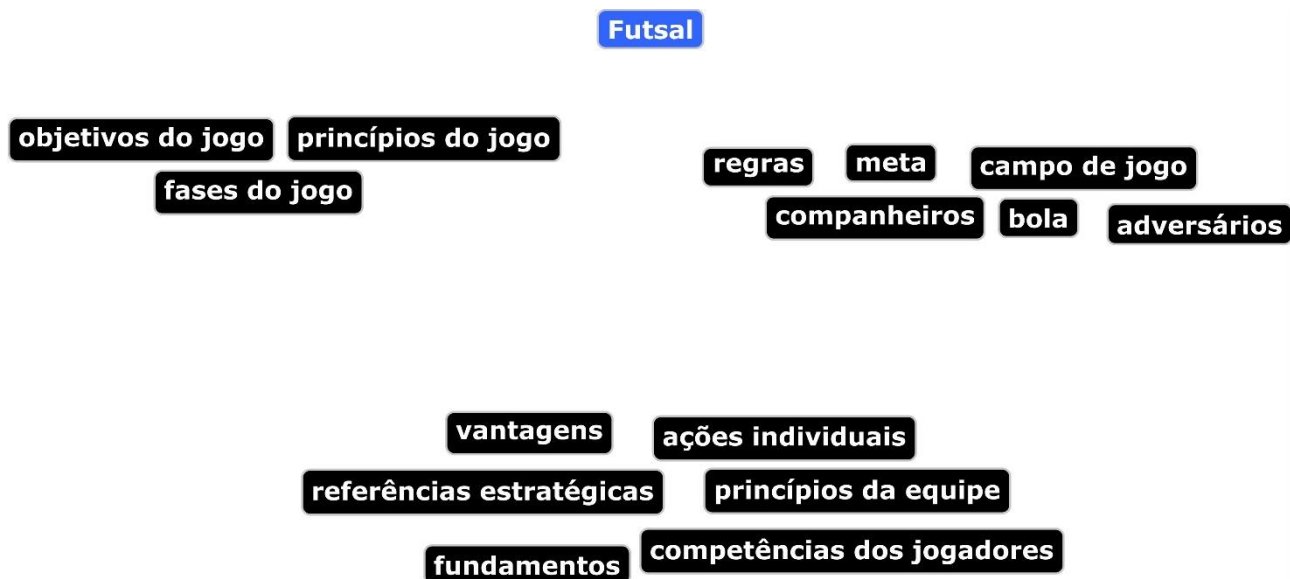 Futsal
objetivos do jogo
princípios do jogo
fases do jogo
regras
meta
campo de jogo
companheiros
bola
adversários
vantagens
ações individuais
referências estratégicas
princípios da equipe
fundamentos
competências dos jogadores